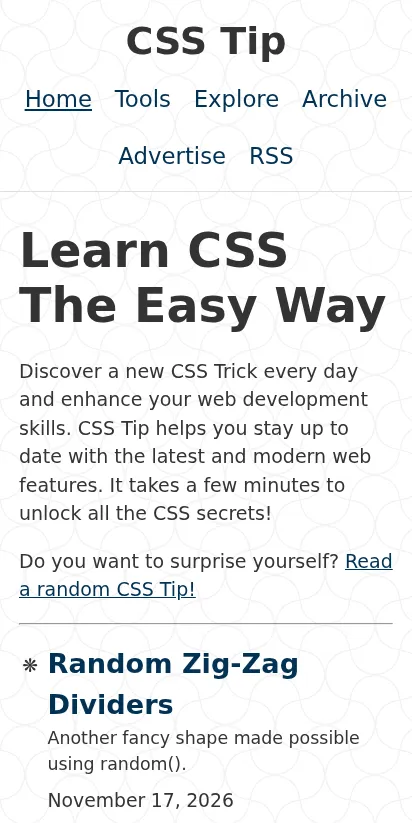 CSS Tip
Home Tools Explore Archive
Advertise RSS
Learn CSS
The Easy Way
Discover a new CSS Trick every day
and enhance your web development
skills. CSS Tip helps you stay up to
date with the latest and modern web
features. It takes a few minutes to
unlock all the CSS secrets!
Do you want to surprise yourself? Read
a random CSS Tip!
❋ Random Zig-Zag
Dividers
Another fancy shape made possible
using random().
November 17, 2026